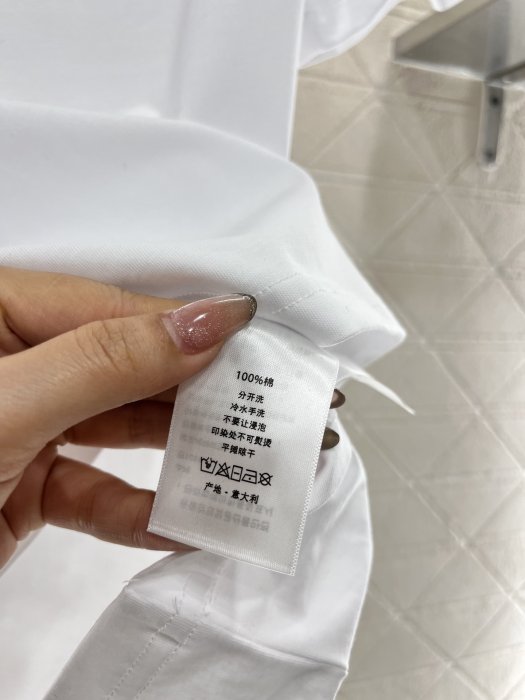 100%棉
分开洗
冷水手洗
不要让浸泡
印染处不可熨烫
平摊晾干
产地-意大利